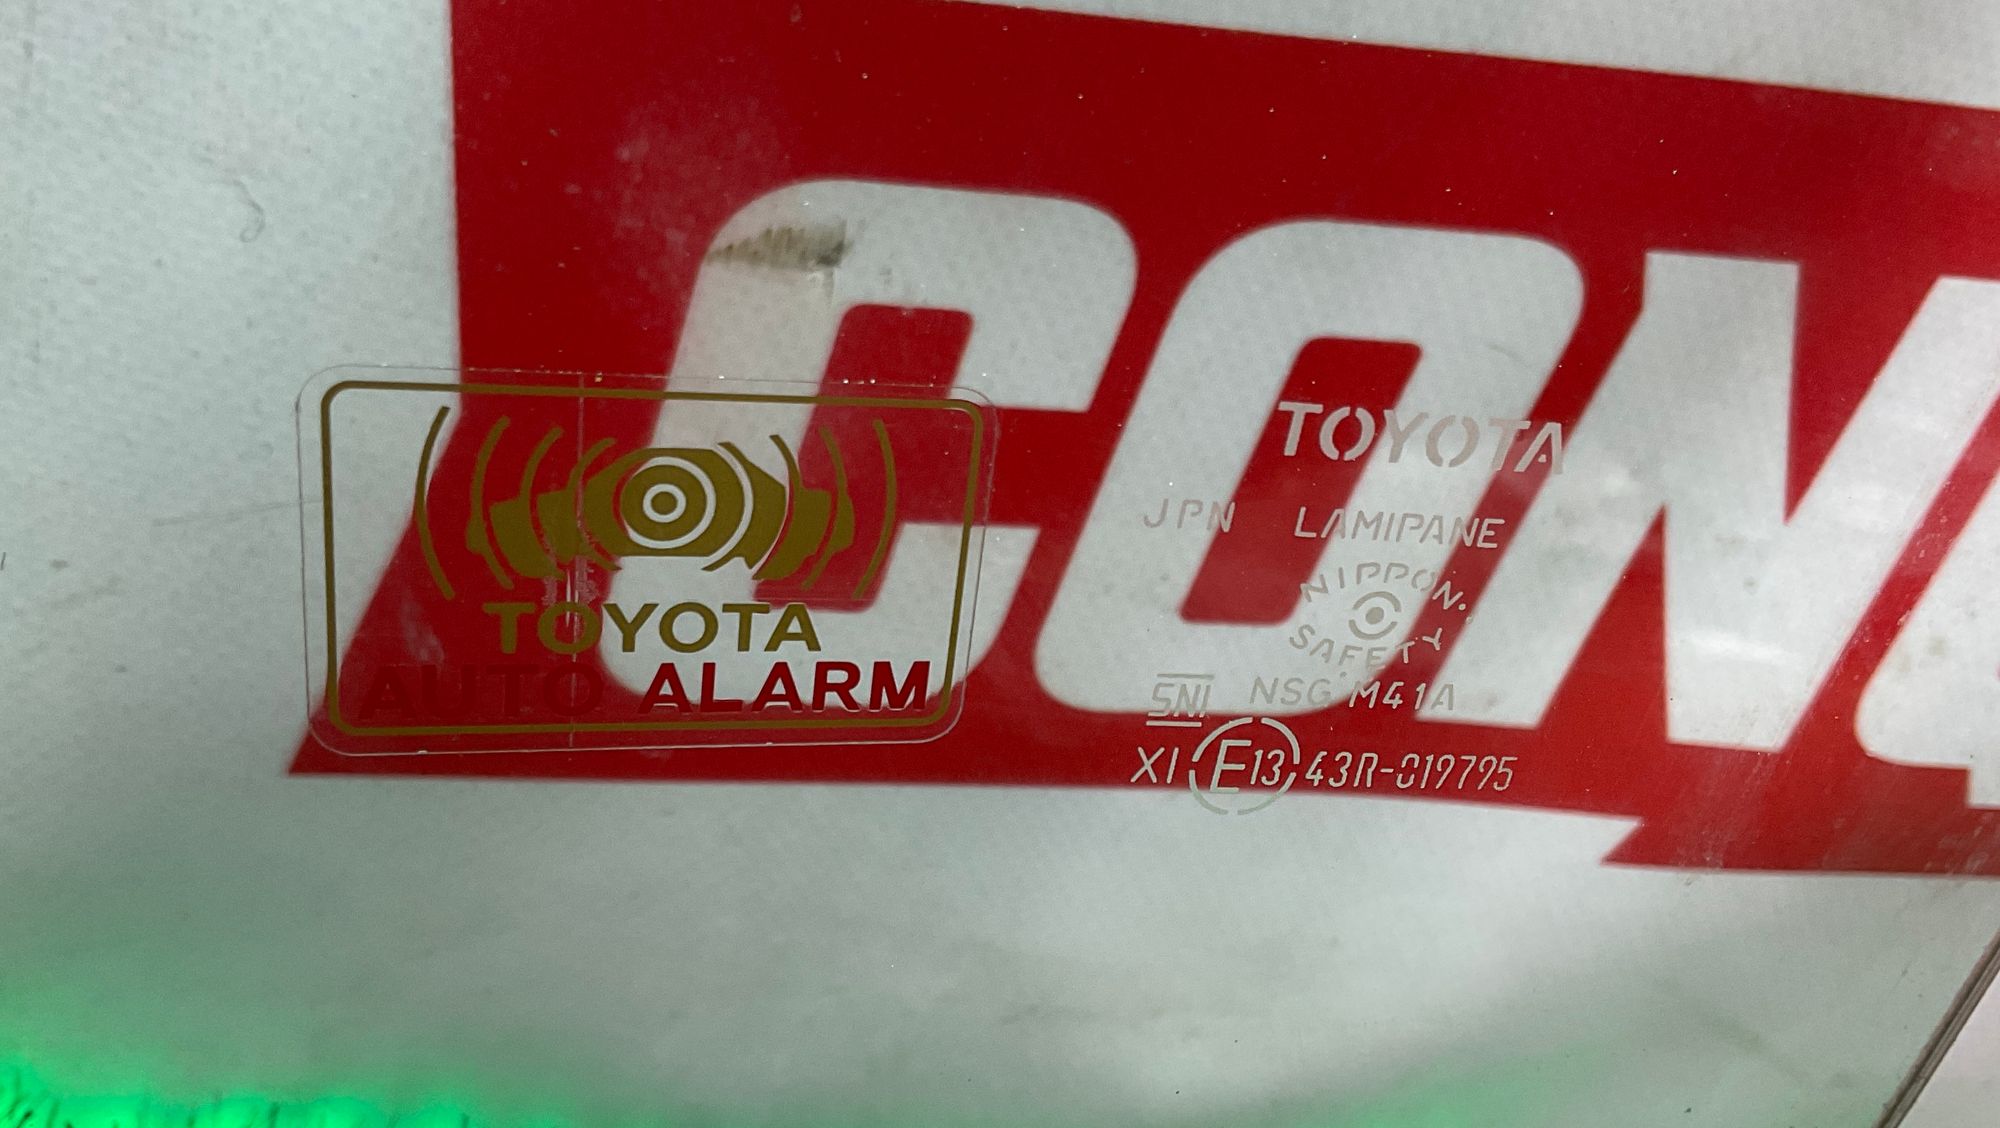 CON
TOYOTA
AUTO ALARM
TOYOTA
JPN LAMIPANE
NIPPON.
SAFETY
SNI NSG M41A
XI E13 43R-019795